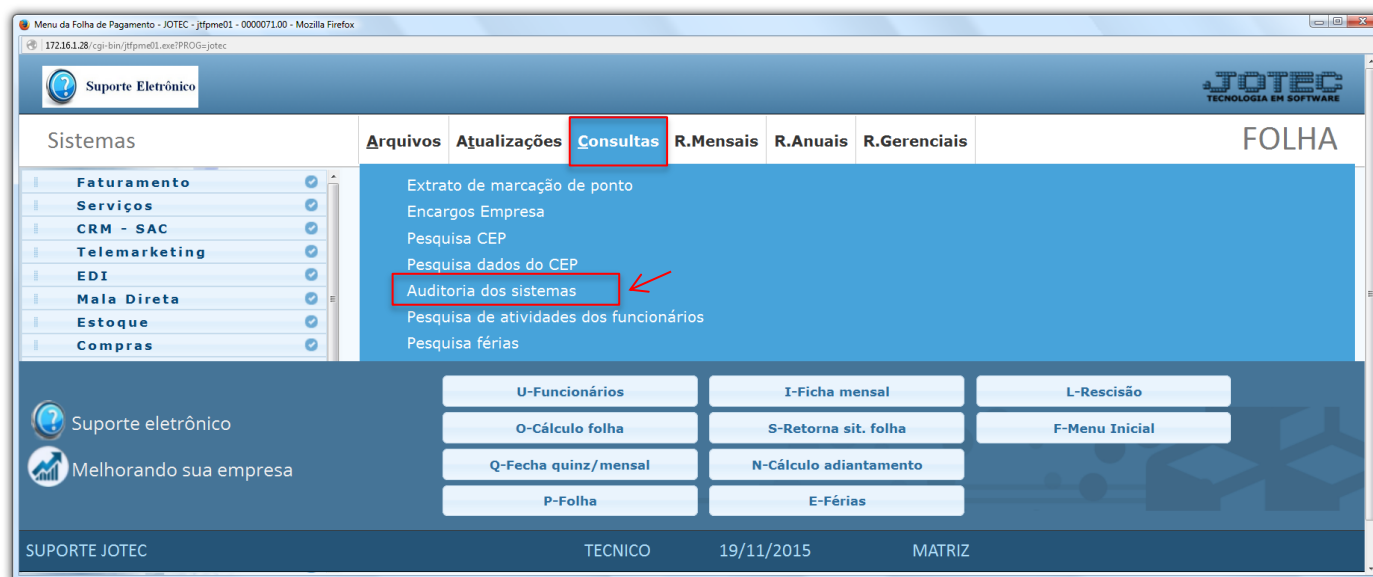 Menu da Folha de Pagamento - JOTEC - jtfpme01 - 0000071.00 - Mozilla Firefox
172.16.1.28/cgi-bin/jtfpme01.exe?PROG=jotec
Suporte Eletrônico
JOTEC
TECNOLOGIA EM SOFTWARE
Sistemas
Arquivos Atualizações Consultas R.Mensais R.Anuais R.Gerenciais
FOLHA
Faturamento
Serviços
CRM - SAC
Telemarketing
EDI
Mala Direta
Estoque
Compras
Extrato de marcação de ponto
Encargos Empresa
Pesquisa CEP
Pesquisa dados do CEP
Auditoria dos sistemas
Pesquisa de atividades dos funcionários
Pesquisa férias
Suporte eletrônico
Melhorando sua empresa
U-Funcionários I-Ficha mensal L-Rescisão
O-Cálculo folha S-Retorna sit. folha F-Menu Inicial
Q-Fecha quinz/mensal N-Cálculo adiantamento
P-Folha E-Férias
SUPORTE JOTEC TECNICO 19/11/2015 MATRIZ